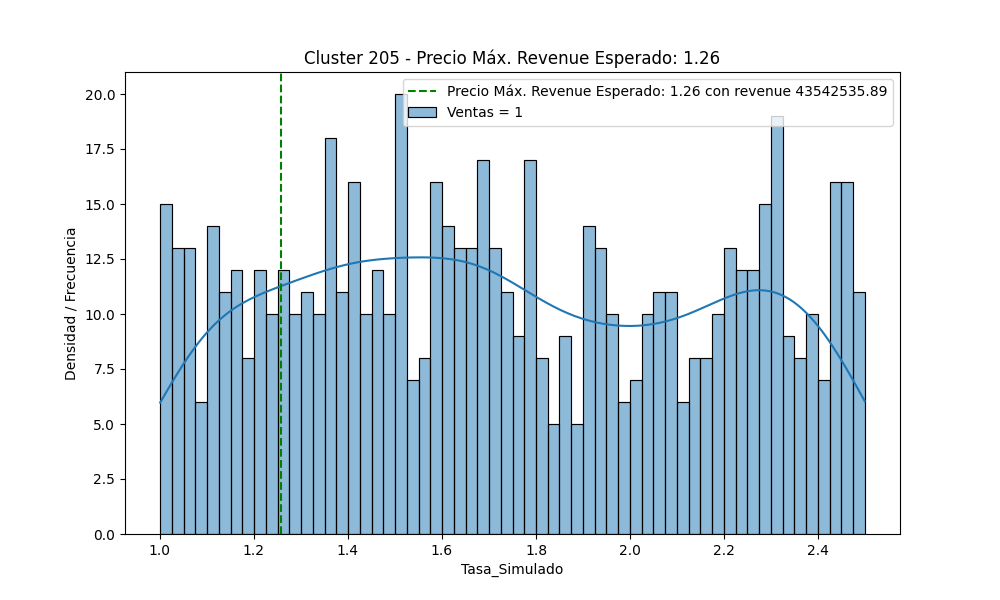 Cluster 205 - Precio Máx. Revenue Esperado: 1.26
Precio Máx. Revenue Esperado: 1.26 con revenue 43542535.89
Ventas = 1
Densidad / Frecuencia
20.0
17.5
15.0
12.5
10.0
7.5
5.0
2.5
0.0
1.0 1.2 1.4 1.6 1.8 2.0 2.2 2.4
Tasa_Simulado